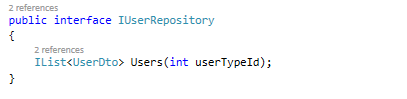 2 references
public interface IUserRepository
{
2 references
IList<UserDto> Users(int userTypeId);
}